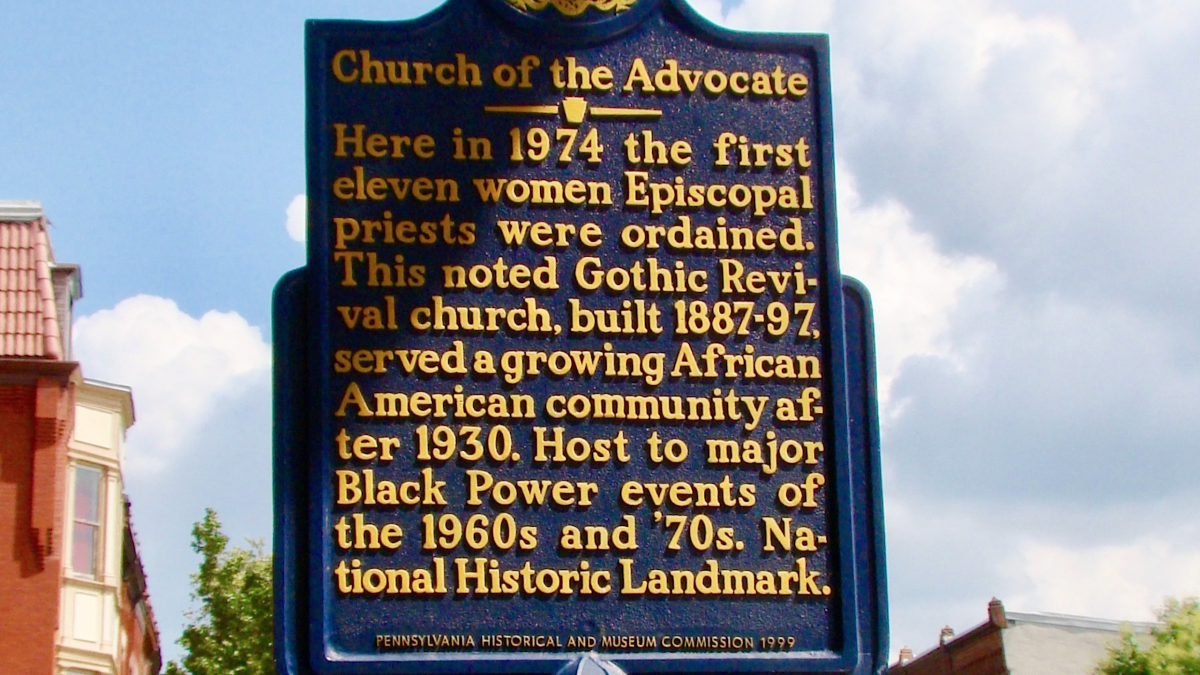 Church of the Advocate
Here in 1974 the first
eleven women Episcopal
priests were ordained.
This noted Gothic Revi-
val church, built 1887-97,
served a growing African
American community af-
ter 1930. Host to major
Black Power events of
the 1960s and '70s. Na-
tional Historic Landmark.
PENNSYLVANIA HISTORICAL AND MUSEUM COMMISSION 1999